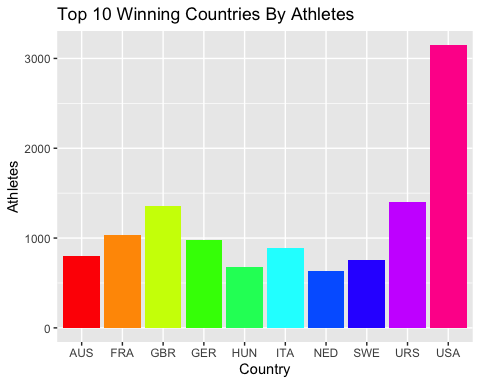 Top 10 Winning Countries By Athletes
3000
2000
1000
0
Athletes
AUS FRA GBR GER HUN ITA NED SWE URS USA
Country